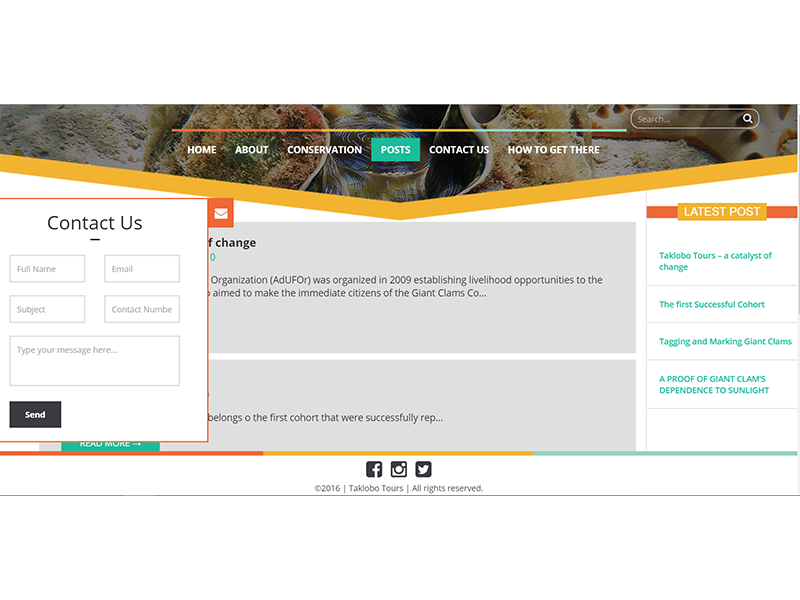 Search...
HOME ABOUT CONSERVATION POSTS CONTACT US HOW TO GET THERE
Contact Us
Full Name Email
Subject Contact Numbe
Type your message here...
Send
f change
0
Organization (AdUFOr) was organized in 2009 establishing livelihood opportunities to the
aimed to make the immediate citizens of the Giant Clams Co...
belongs o the first cohort that were successfully rep...
READ MORE →
LATEST POST
Taklobo Tours – a catalyst of
change
The first Successful Cohort
Tagging and Marking Giant Clams
A PROOF OF GIANT CLAM'S
DEPENDENCE TO SUNLIGHT
©2016 | Taklobo Tours | All rights reserved.